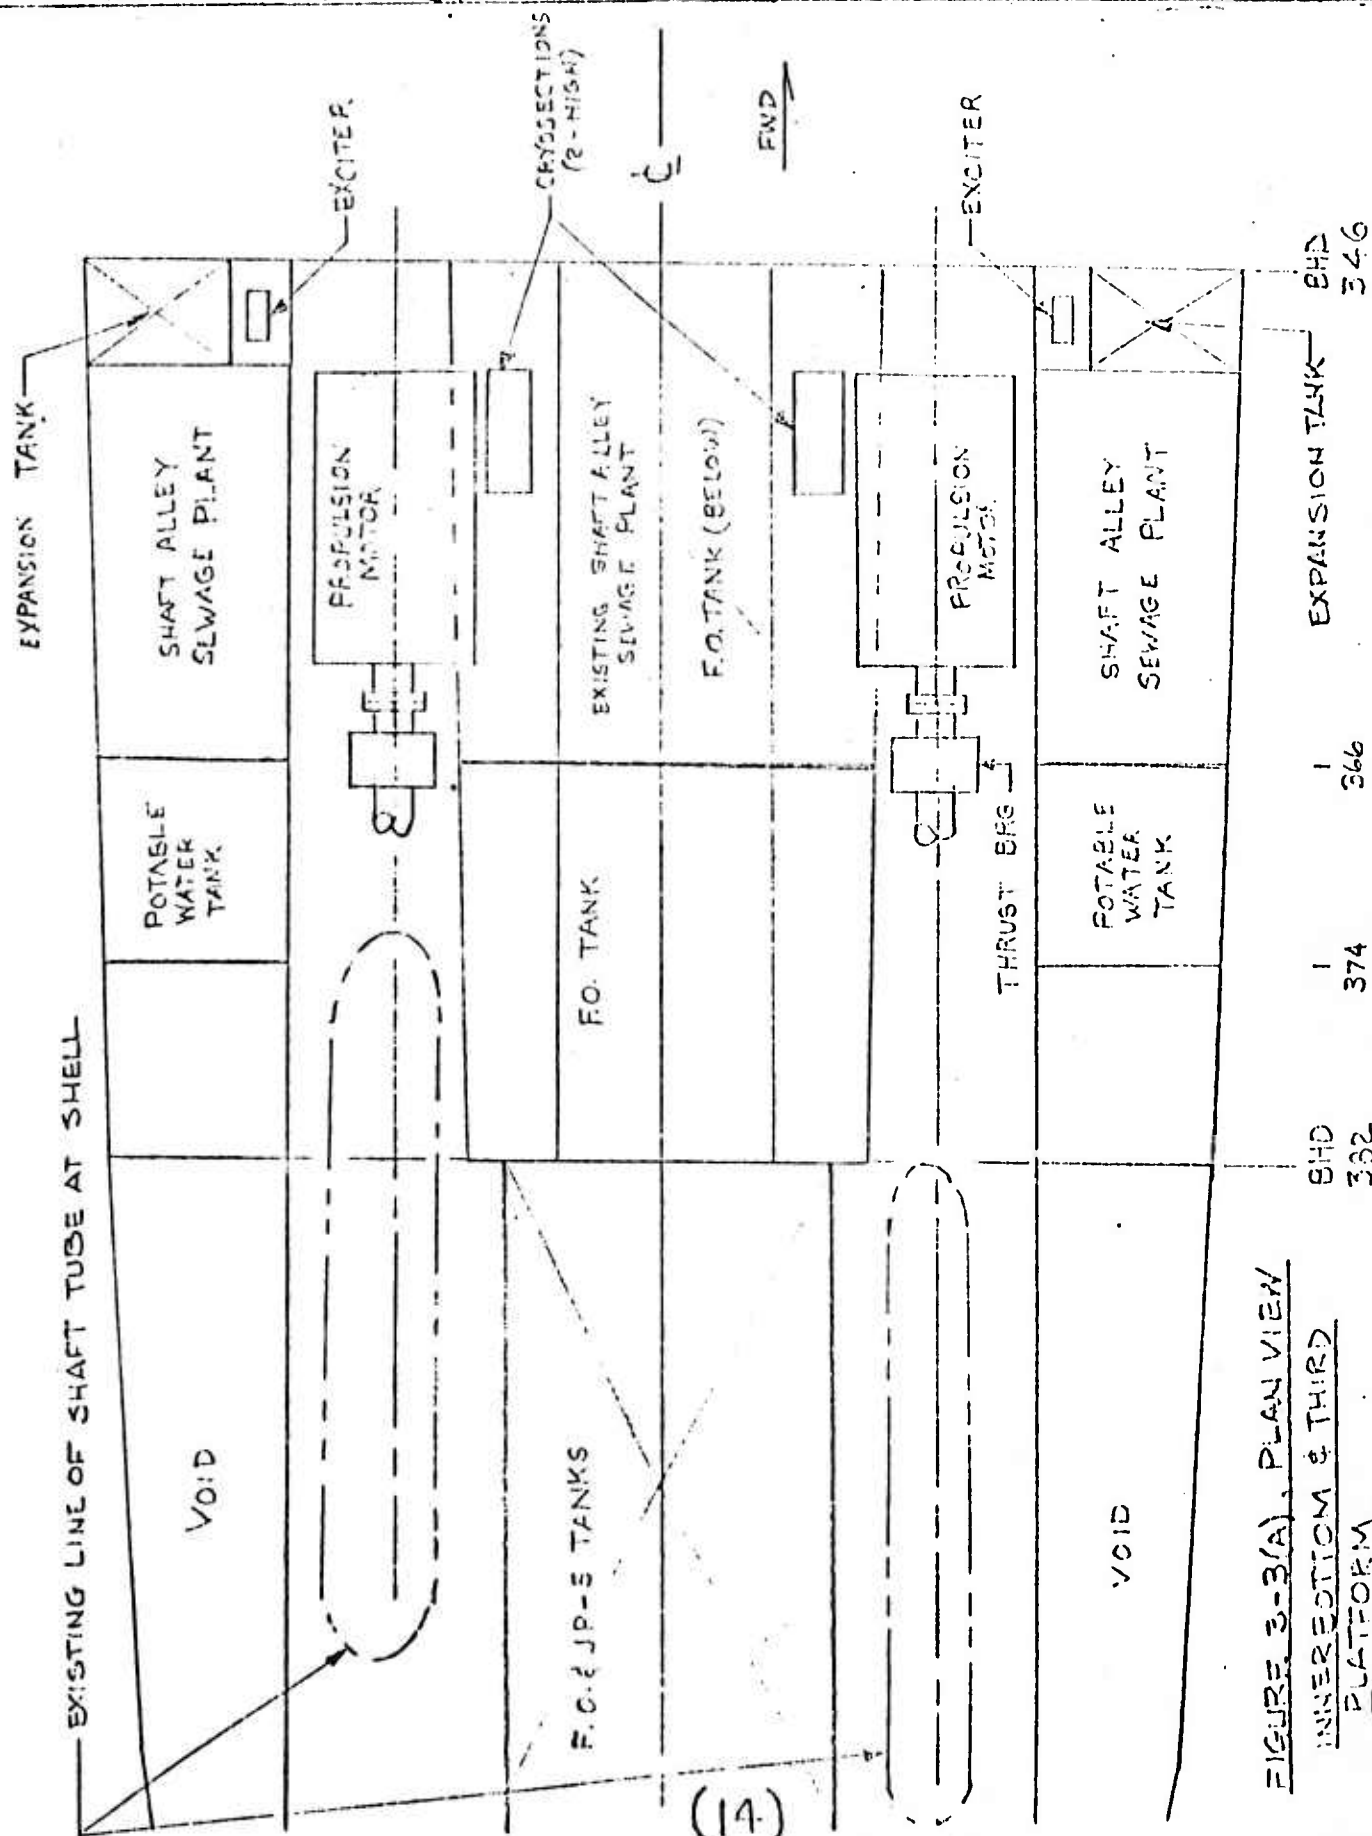 EXPANSION TANK
EXCITER
CRYOSECTIONS
(2-HIGH)
℄
FWD
EXCITER
SHAFT ALLEY
SEWAGE PLANT
PROPULSION
MOTOR
EXISTING SHAFT ALLEY
SEWAGE PLANT
F.O. TANK (BELOW)
PROPULSION
MOTOR
SHAFT ALLEY
SEWAGE PLANT
EXPANSION TANK
BHD
346
POTABLE
WATER
TANK
F.O. TANK
THRUST BRG
POTABLE
WATER
TANK
366
374
EXISTING LINE OF SHAFT TUBE AT SHELL
VOID
F.O. & JP-5 TANKS
VOID
BHD
382
(14)
FIGURE 3-3(A), PLAN VIEW
INNERBOTTOM & THIRD
PLATFORM